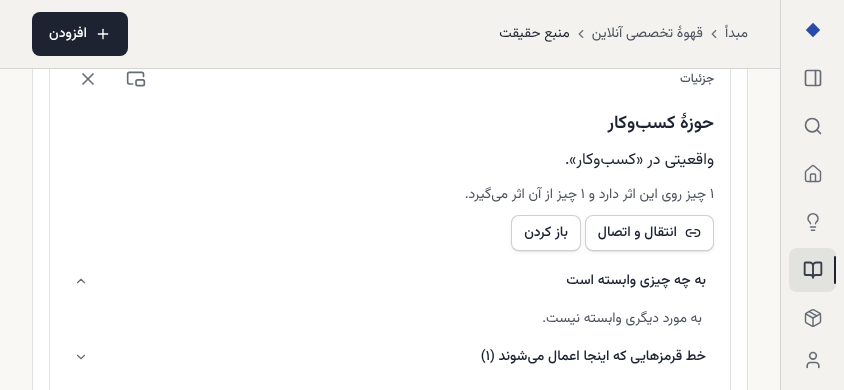 مبدأ › قهوهٔ تخصصی آنلاین › منبع حقیقت
افزودن
جزئیات
حوزهٔ کسب‌وکار
واقعیتی در «کسب‌وکار».
۱ چیز روی این اثر دارد و ۱ چیز از آن اثر می‌گیرد.
انتقال و اتصال
باز کردن
به چه چیزی وابسته است
به مورد دیگری وابسته نیست.
خط قرمزهایی که اینجا اعمال می‌شوند (۱)